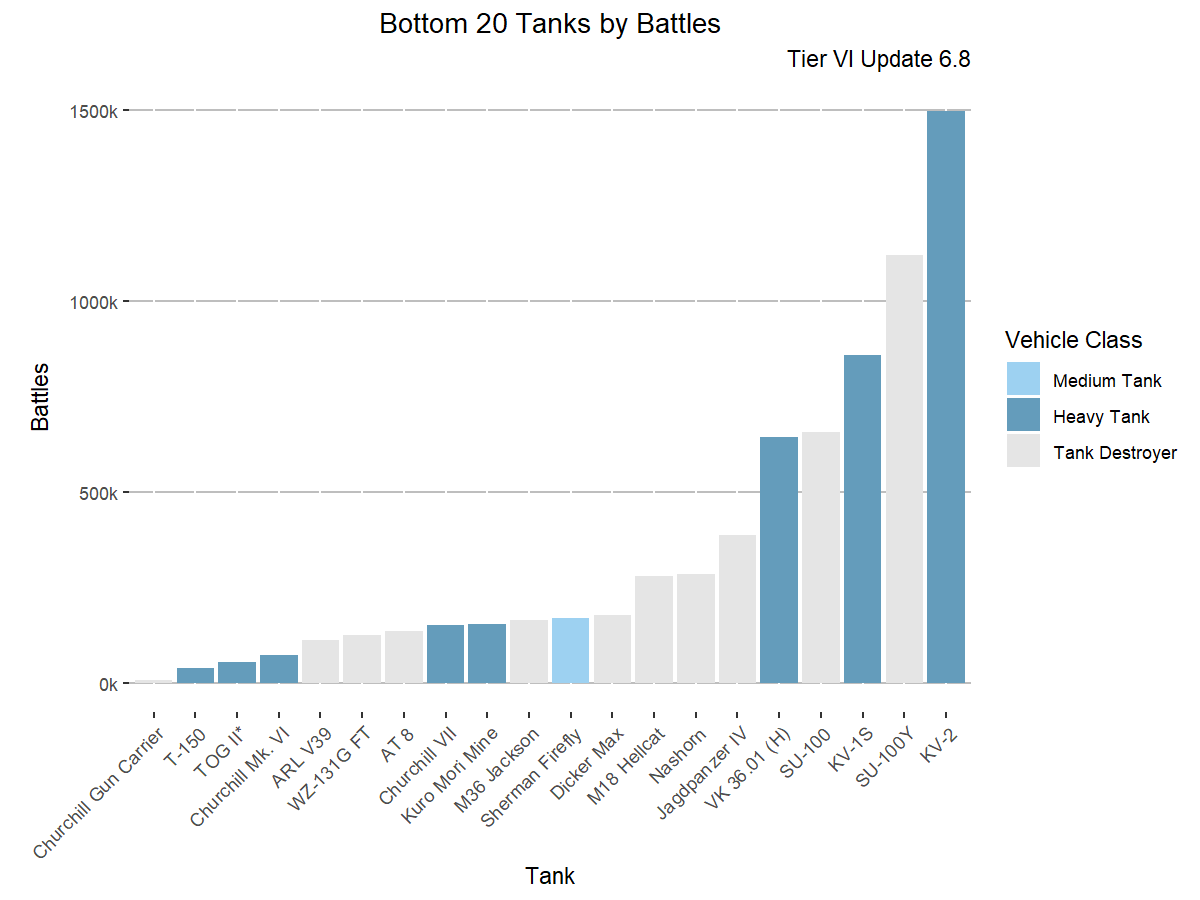 Bottom 20 Tanks by Battles
Tier VI Update 6.8
1500k
1000k
500k
0k
Battles
Churchill Gun Carrier
T-150
TOG II*
Churchill Mk. VI
ARL V39
WZ-131G FT
AT 8
Churchill VII
Kuro Mori Mine
M36 Jackson
Sherman Firefly
Dicker Max
M18 Hellcat
Nashorn
Jagdpanzer IV
VK 36.01 (H)
SU-100
KV-1S
SU-100Y
KV-2
Tank
Vehicle Class
Medium Tank
Heavy Tank
Tank Destroyer